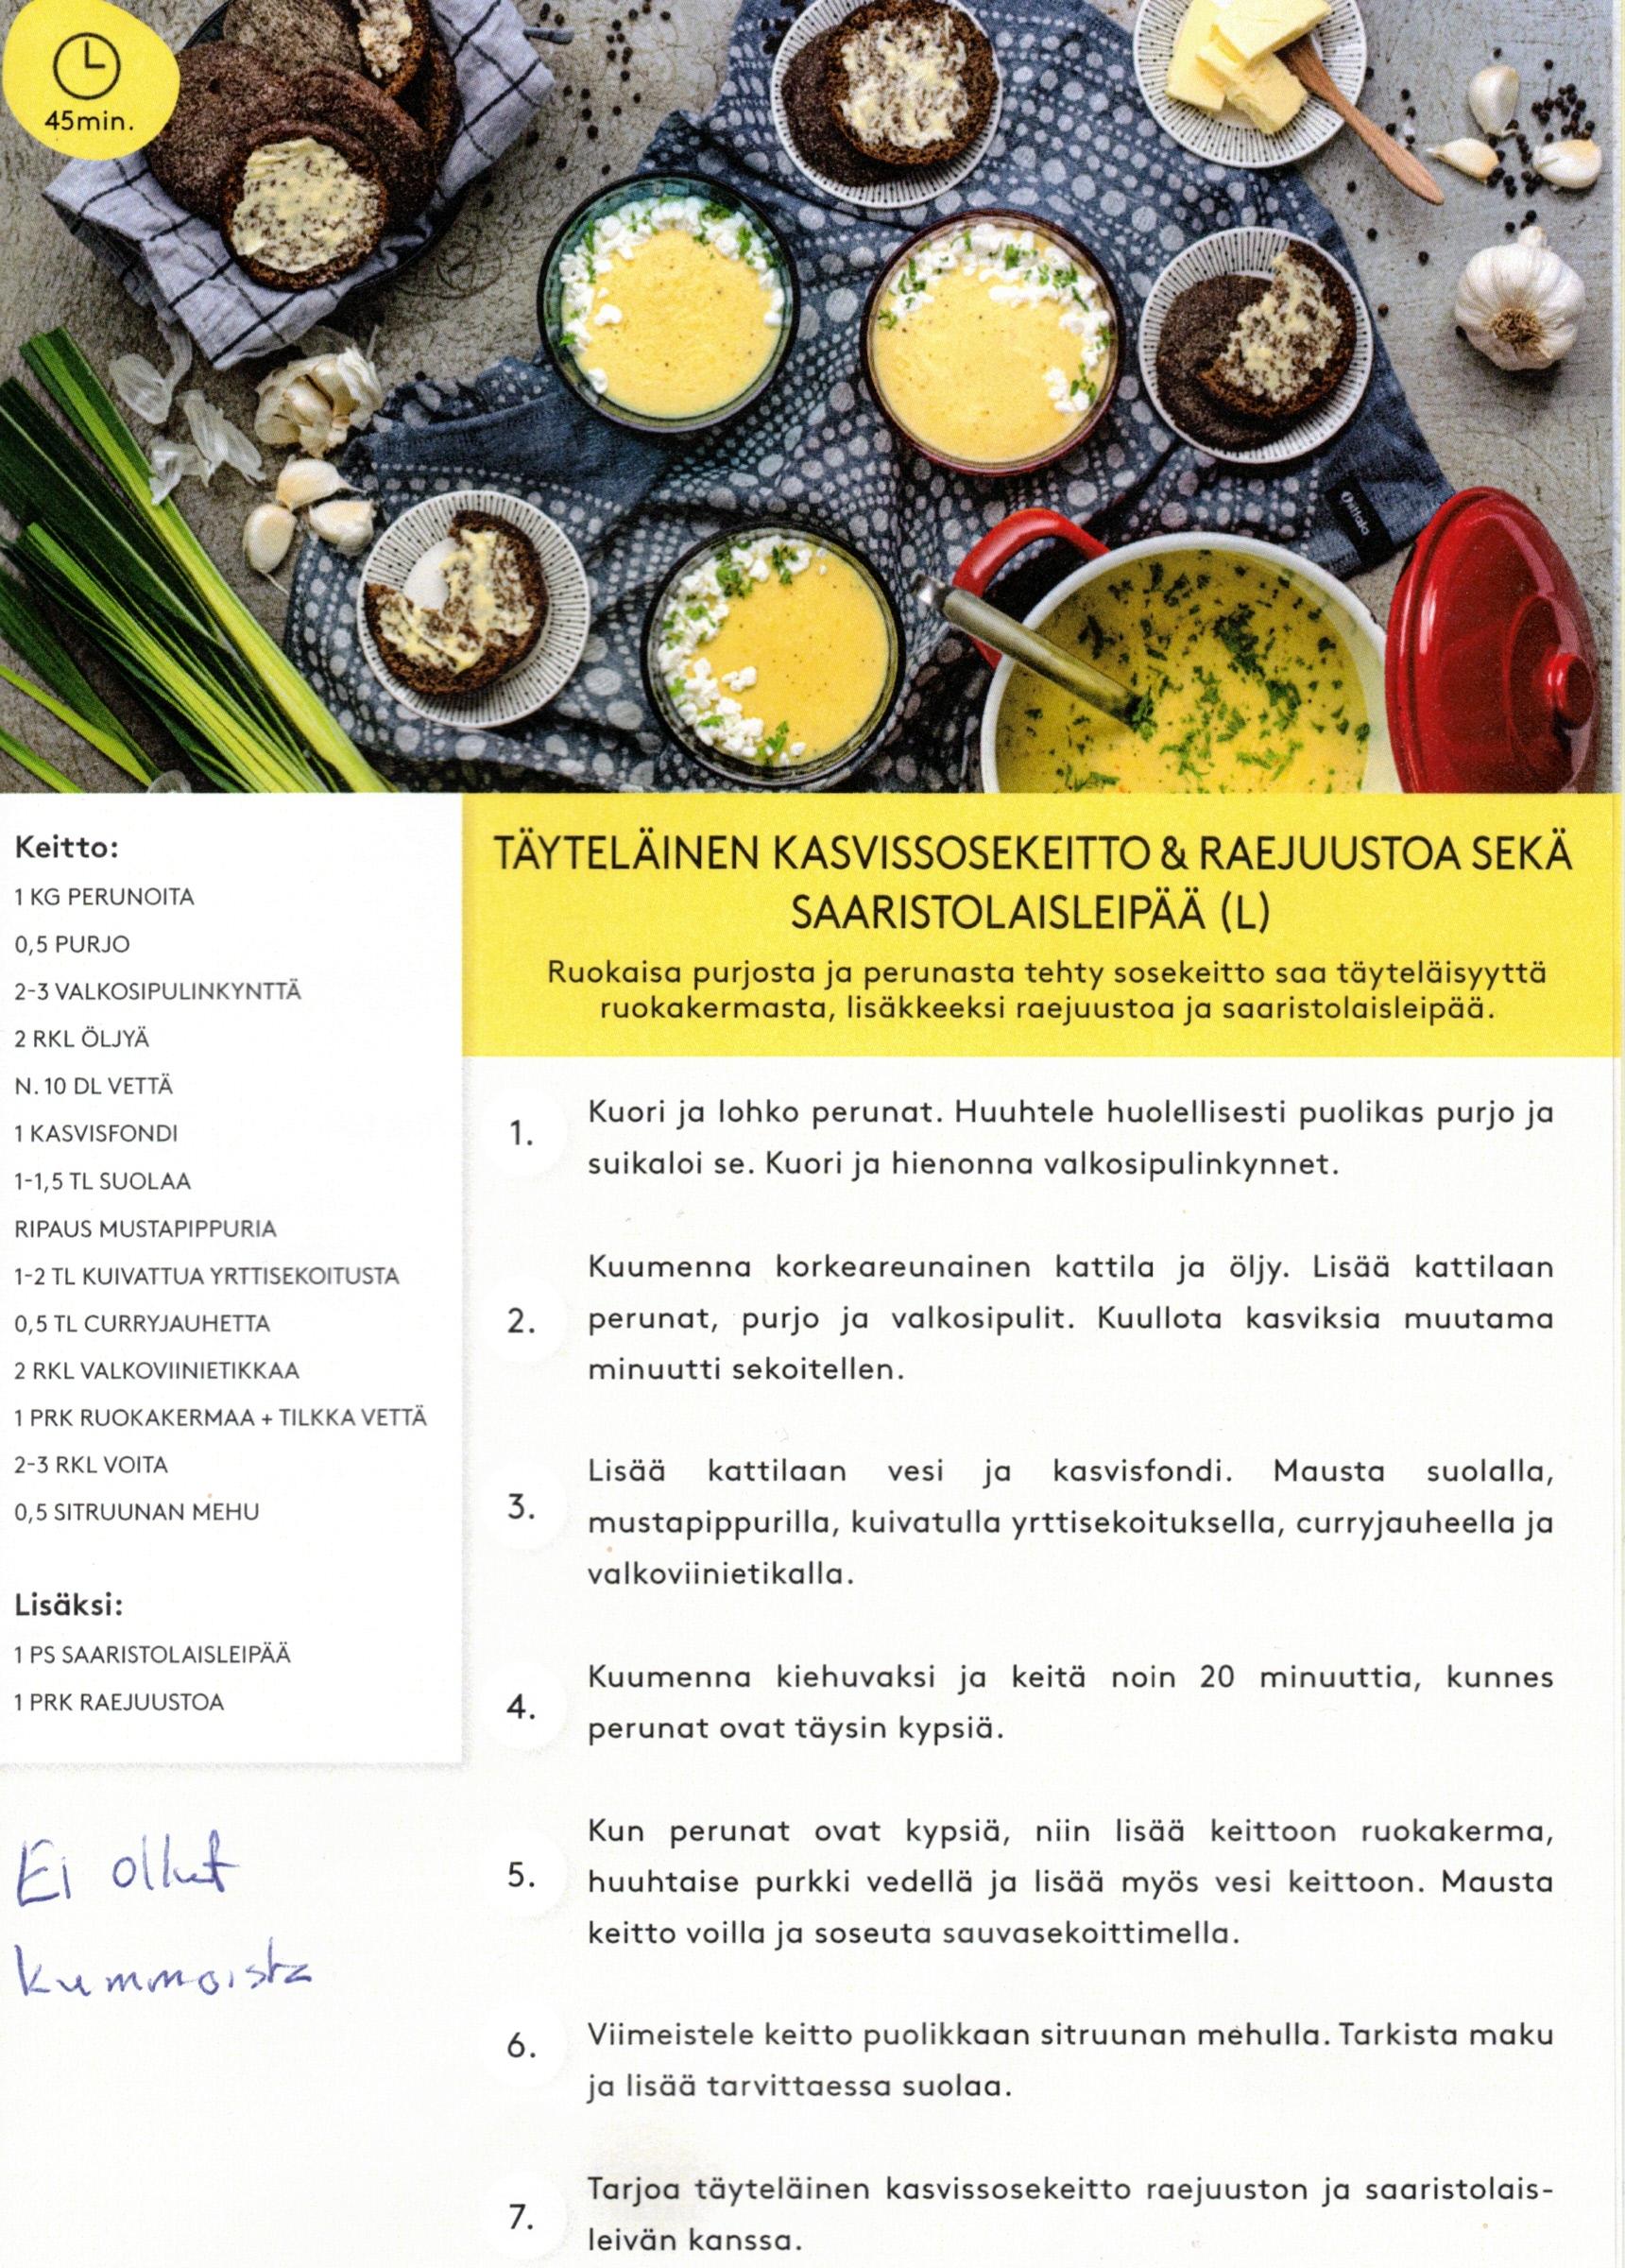 45min.
Keitto:
1 KG PERUNOITA
0,5 PURJO
2-3 VALKOSIPULINKYNTTÄ
2 RKL ÖLJYÄ
N. 10 DL VETTÄ
1 KASVISFONDI
1-1,5 TL SUOLAA
RIPAUS MUSTAPIPPURIA
1-2 TL KUIVATTUA YRTTISEKOITUSTA
0,5 TL CURRYJAUHETTA
2 RKL VALKOVIINIETIKKAA
1 PRK RUOKAKERMAA + TILKKA VETTÄ
2-3 RKL VOITA
0,5 SITRUUNAN MEHU
Lisäksi:
1 PS SAARISTOLAISLEIPÄÄ
1 PRK RAEJUUSTOA
Ei ollut
kummoista
TÄYTELÄINEN KASVISSOSEKEITTO & RAEJUUSTOA SEKÄ
SAARISTOLAISLEIPÄÄ (L)
Ruokaisa purjosta ja perunasta tehty sosekeitto saa täyteläisyyttä
ruokakermasta, lisäkkeeksi raejuustoa ja saaristolaisleipää.
1. Kuori ja lohko perunat. Huuhtele huolellisesti puolikas purjo ja
suikaloi se. Kuori ja hienonna valkosipulinkynnet.
2. Kuumenna korkeareunainen kattila ja öljy. Lisää kattilaan
perunat, purjo ja valkosipulit. Kuullota kasviksia muutama
minuutti sekoitellen.
3. Lisää kattilaan vesi ja kasvisfondi. Mausta suolalla,
mustapippurilla, kuivatulla yrttisekoituksella, curryjauheella ja
valkoviinietikalla.
4. Kuumenna kiehuvaksi ja keitä noin 20 minuuttia, kunnes
perunat ovat täysin kypsiä.
5. Kun perunat ovat kypsiä, niin lisää keittoon ruokakerma,
huuhtaise purkki vedellä ja lisää myös vesi keittoon. Mausta
keitto voilla ja soseuta sauvasekoittimella.
6. Viimeistele keitto puolikkaan sitruunan mehulla. Tarkista maku
ja lisää tarvittaessa suolaa.
7. Tarjoa täyteläinen kasvissosekeitto raejuuston ja saaristolais-
leivän kanssa.